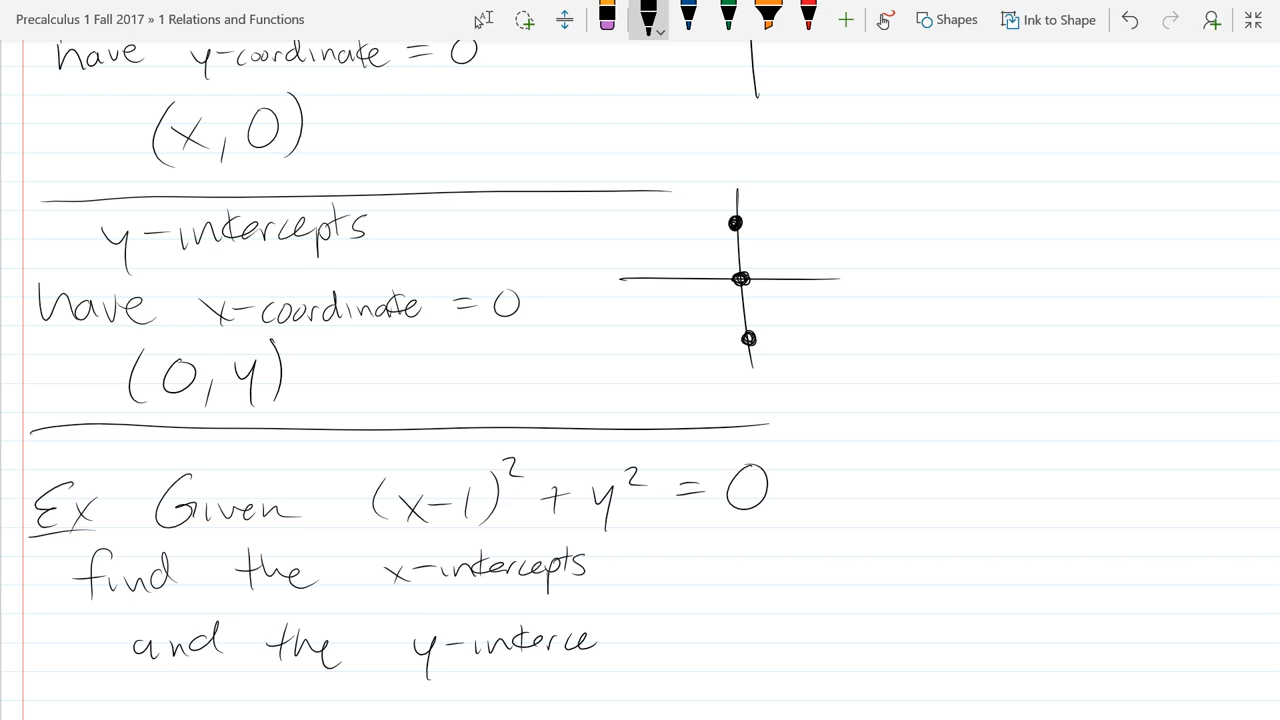 Precalculus 1 Fall 2017 » 1 Relations and Functions
Shapes
Ink to Shape
have y-coordinate = 0
(x, 0)
y-intercepts
have x-coordinate = 0
(0, y)
Ex Given (x-1)² + y² = 0
find the x-intercepts
and the y-interce